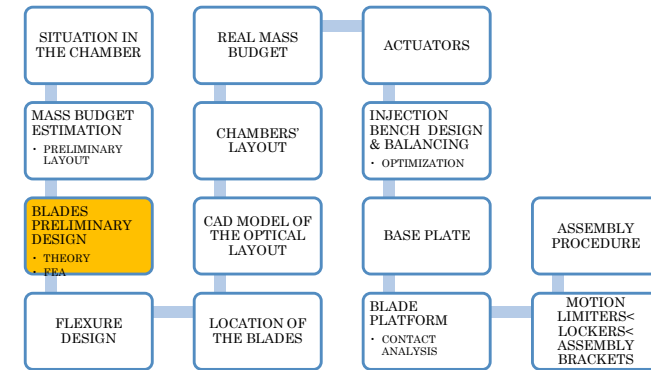 SITUATION IN
THE CHAMBER
MASS BUDGET
ESTIMATION
• PRELIMINARY
LAYOUT
BLADES
PRELIMINARY
DESIGN
• THEORY
• FEA
FLEXURE
DESIGN
LOCATION OF
THE BLADES
CAD MODEL OF
THE OPTICAL
LAYOUT
CHAMBERS'
LAYOUT
REAL MASS
BUDGET
ACTUATORS
INJECTION
BENCH DESIGN
& BALANCING
• OPTIMIZATION
BASE PLATE
BLADE
PLATFORM
• CONTACT
ANALYSIS
MOTION
LIMITERS<
LOCKERS<
ASSEMBLY
BRACKETS
ASSEMBLY
PROCEDURE